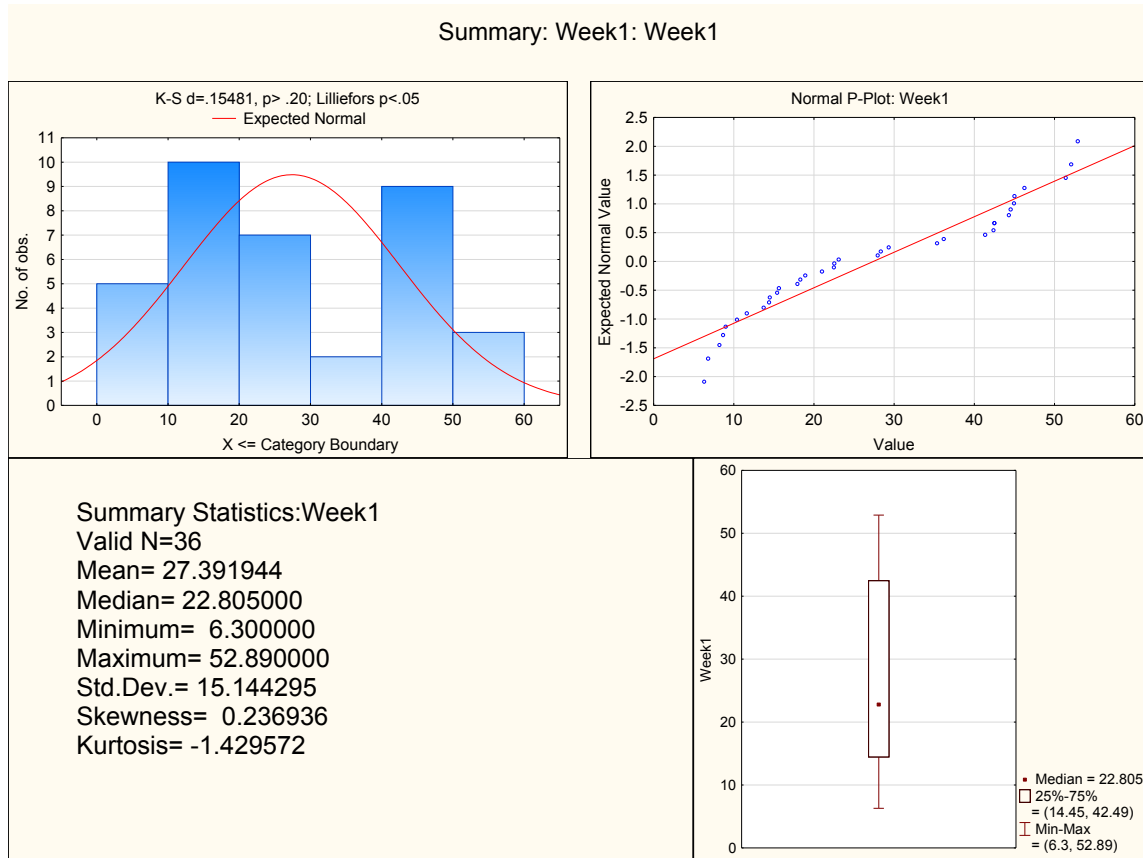 Summary: Week1: Week1
K-S d=.15481, p> .20; Lilliefors p<.05
Expected Normal
11
10
9
8
7
6
5
4
3
2
1
0
No. of obs.
0 10 20 30 40 50 60
X <= Category Boundary
Normal P-Plot: Week1
2.5
2.0
1.5
1.0
0.5
0.0
-0.5
-1.0
-1.5
-2.0
-2.5
Expected Normal Value
0 10 20 30 40 50 60
Value
Summary Statistics:Week1
Valid N=36
Mean= 27.391944
Median= 22.805000
Minimum= 6.300000
Maximum= 52.890000
Std.Dev.= 15.144295
Skewness= 0.236936
Kurtosis= -1.429572
60
50
40
30
20
10
0
Week1
Median = 22.805
25%-75%
= (14.45, 42.49)
Min-Max
= (6.3, 52.89)